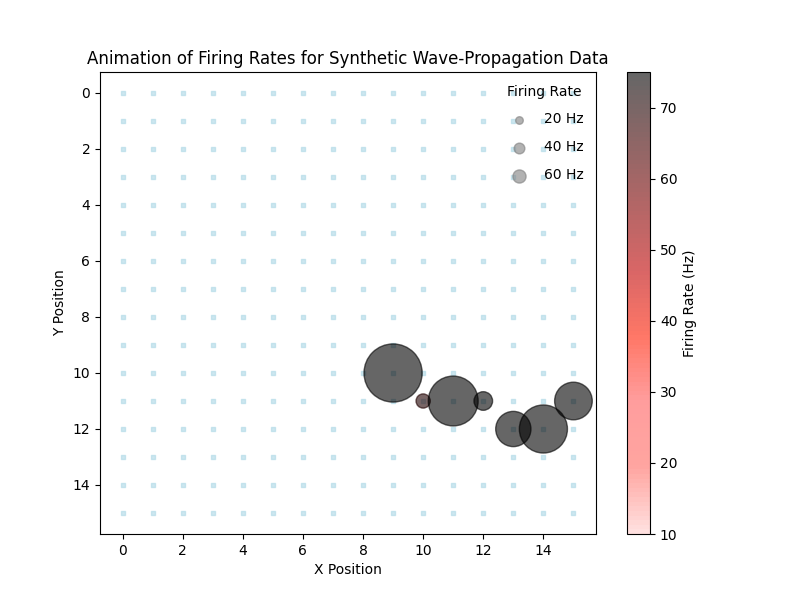 Animation of Firing Rates for Synthetic Wave-Propagation Data
Firing Rate
20 Hz
40 Hz
60 Hz
0
2
4
6
8
10
12
14
Y Position
0 2 4 6 8 10 12 14
X Position
70
60
50
40
30
20
10
Firing Rate (Hz)